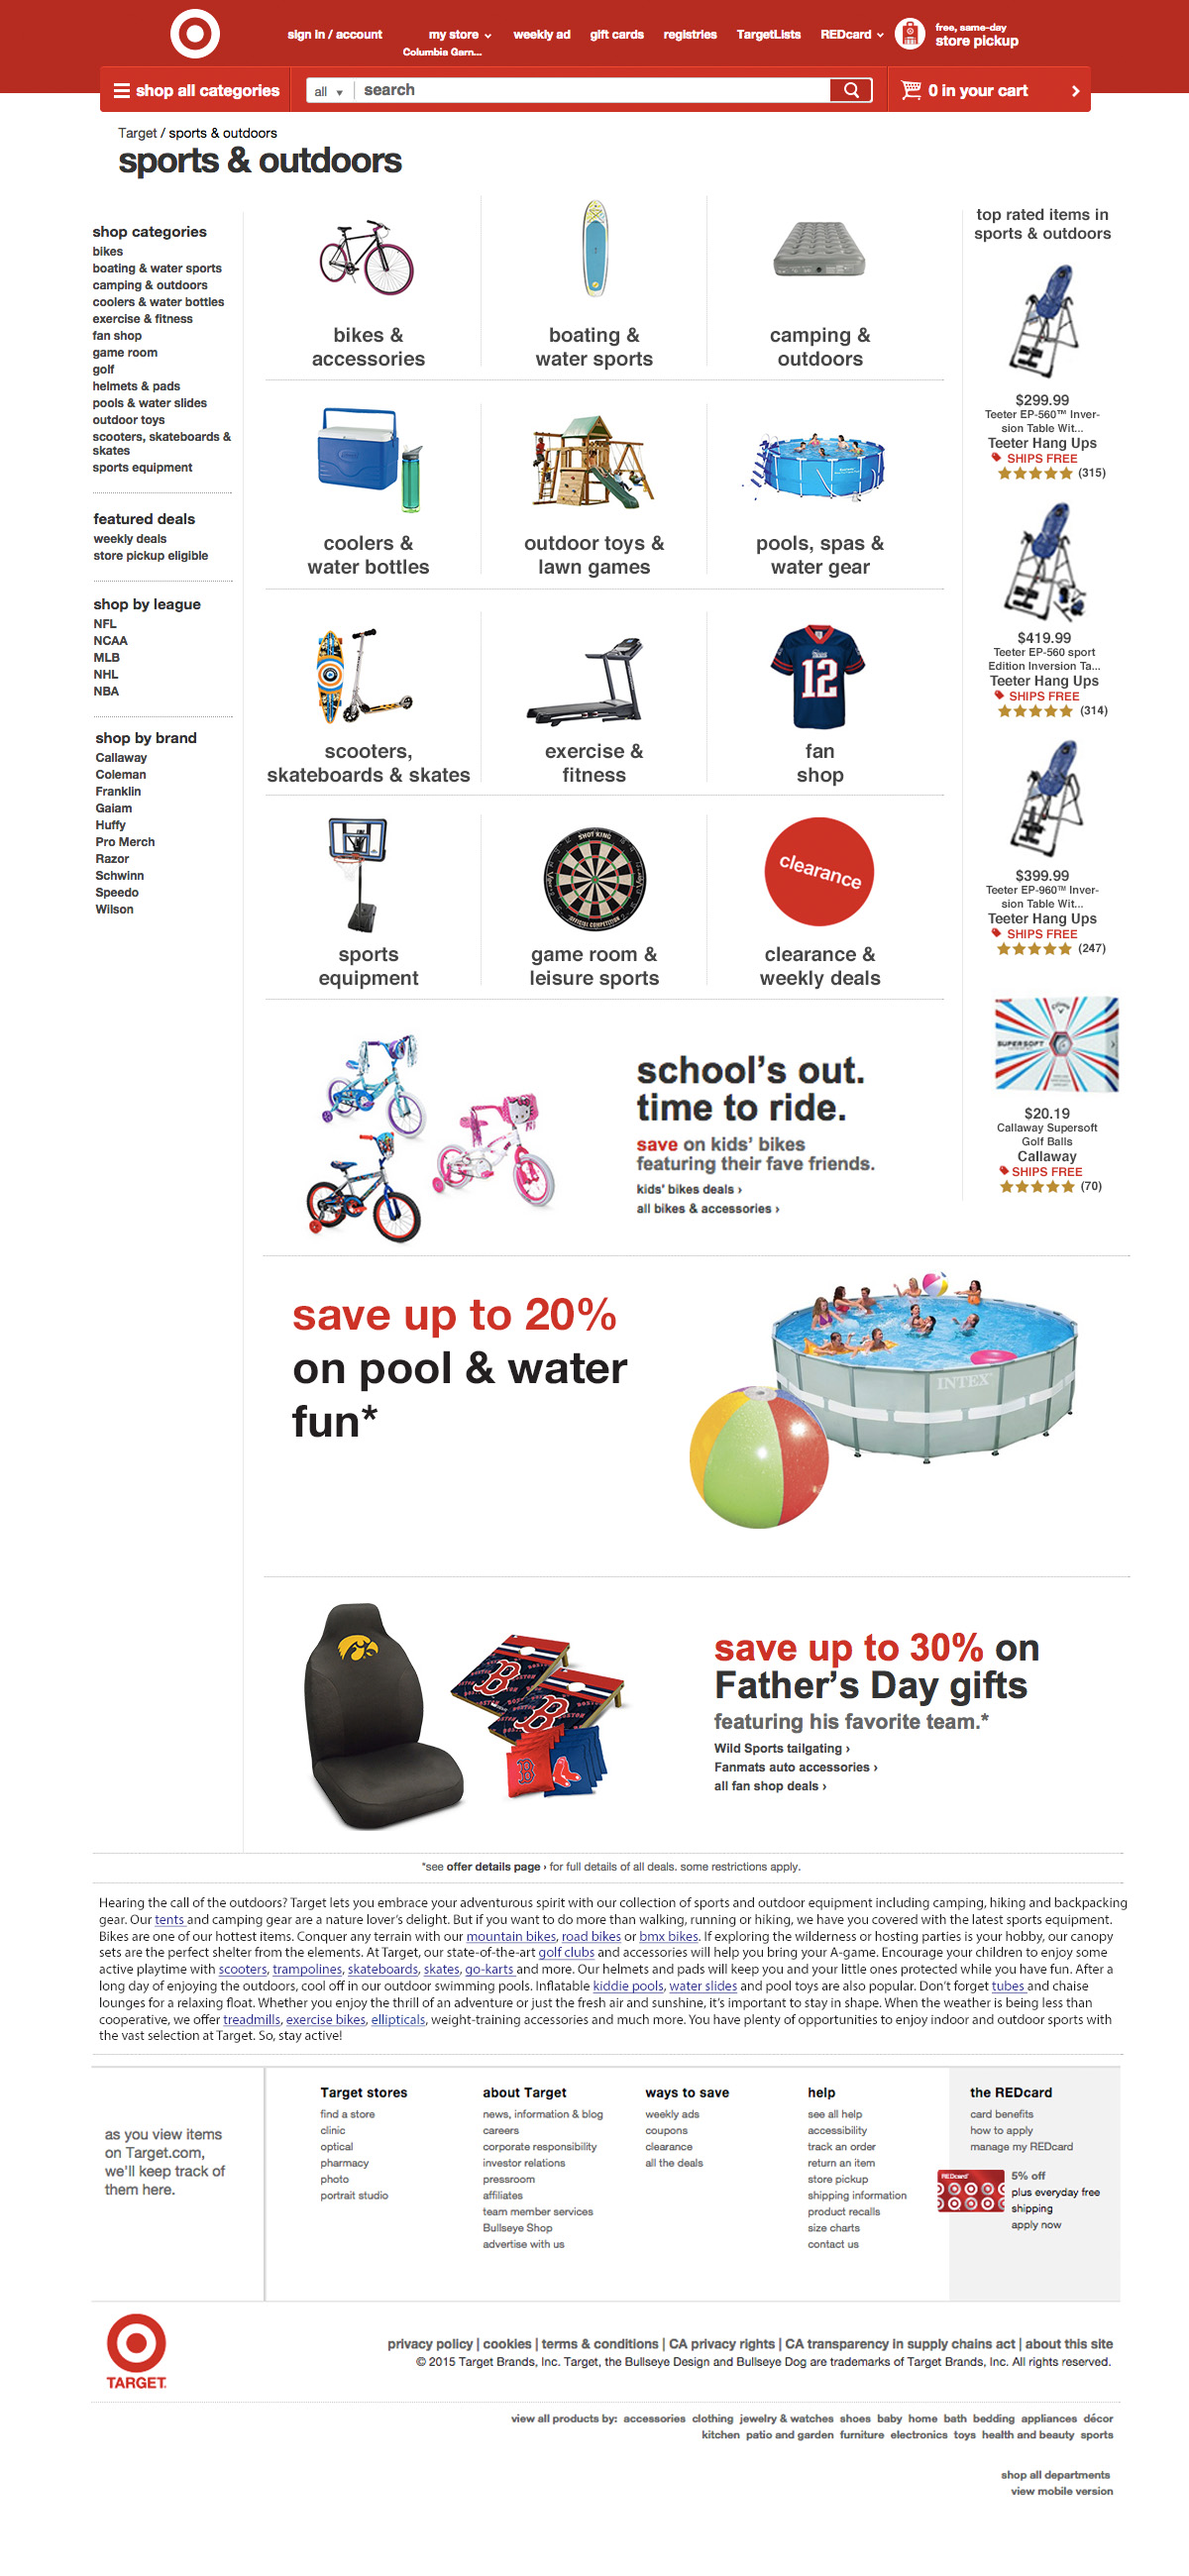 sign in / account
my store
Columbia Garn...
weekly ad
gift cards
registries
TargetLists
REDcard
free, same-day
store pickup
shop all categories
all
search
0 in your cart
Target / sports & outdoors
sports & outdoors
shop categories
bikes
boating & water sports
camping & outdoors
coolers & water bottles
exercise & fitness
fan shop
game room
golf
helmets & pads
pools & water slides
outdoor toys
scooters, skateboards &
skates
sports equipment
featured deals
weekly deals
store pickup eligible
shop by league
NFL
NCAA
MLB
NHL
NBA
shop by brand
Callaway
Coleman
Franklin
Gaiam
Huffy
Pro Merch
Razor
Schwinn
Speedo
Wilson
bikes &
accessories
boating &
water sports
camping &
outdoors
coolers &
water bottles
outdoor toys &
lawn games
pools, spas &
water gear
scooters,
skateboards & skates
exercise &
fitness
12
fan
shop
sports
equipment
SHOT KING
OFFICIAL COMPETITION
game room &
leisure sports
clearance
clearance &
weekly deals
top rated items in
sports & outdoors
$299.99
Teeter EP-560™ Inver-
sion Table Wit...
Teeter Hang Ups
SHIPS FREE
(315)
$419.99
Teeter EP-560 sport
Edition Inversion Ta...
Teeter Hang Ups
SHIPS FREE
(314)
$399.99
Teeter EP-960™ Inver-
sion Table Wit...
Teeter Hang Ups
SHIPS FREE
(247)
Callaway
SUPERSOFT
$20.19
Callaway Supersoft
Golf Balls
Callaway
SHIPS FREE
(70)
school's out.
time to ride.
save on kids' bikes
featuring their fave friends.
kids' bikes deals ›
all bikes & accessories ›
save up to 20%
on pool & water
fun*
INTEX
B
BOSTON
B
B
save up to 30% on
Father's Day gifts
featuring his favorite team.*
Wild Sports tailgating ›
Fanmats auto accessories ›
all fan shop deals ›
*see offer details page › for full details of all deals. some restrictions apply.
Hearing the call of the outdoors? Target lets you embrace your adventurous spirit with our collection of sports and outdoor equipment including camping, hiking and backpacking
gear. Our tents and camping gear are a nature lover's delight. But if you want to do more than walking, running or hiking, we have you covered with the latest sports equipment.
Bikes are one of our hottest items. Conquer any terrain with our mountain bikes, road bikes or bmx bikes. If exploring the wilderness or hosting parties is your hobby, our canopy
sets are the perfect shelter from the elements. At Target, our state-of-the-art golf clubs and accessories will help you bring your A-game. Encourage your children to enjoy some
active playtime with scooters, trampolines, skateboards, skates, go-karts and more. Our helmets and pads will keep you and your little ones protected while you have fun. After a
long day of enjoying the outdoors, cool off in our outdoor swimming pools. Inflatable kiddie pools, water slides and pool toys are also popular. Don't forget tubes and chaise
lounges for a relaxing float. Whether you enjoy the thrill of an adventure or just the fresh air and sunshine, it's important to stay in shape. When the weather is being less than
cooperative, we offer treadmills, exercise bikes, ellipticals, weight-training accessories and much more. You have plenty of opportunities to enjoy indoor and outdoor sports with
the vast selection at Target. So, stay active!
as you view items
on Target.com,
we'll keep track of
them here.
Target stores
find a store
clinic
optical
pharmacy
photo
portrait studio
about Target
news, information & blog
careers
corporate responsibility
investor relations
pressroom
affiliates
team member services
Bullseye Shop
advertise with us
ways to save
weekly ads
coupons
clearance
all the deals
help
see all help
accessibility
track an order
return an item
store pickup
shipping information
product recalls
size charts
contact us
the REDcard
card benefits
how to apply
manage my REDcard
REDcard
5% off
plus everyday free
shipping
apply now
TARGET
privacy policy | cookies | terms & conditions | CA privacy rights | CA transparency in supply chains act | about this site
© 2015 Target Brands, Inc. Target, the Bullseye Design and Bullseye Dog are trademarks of Target Brands, Inc. All rights reserved.
view all products by: accessories clothing jewelry & watches shoes baby home bath bedding appliances décor
kitchen patio and garden furniture electronics toys health and beauty sports
shop all departments
view mobile version